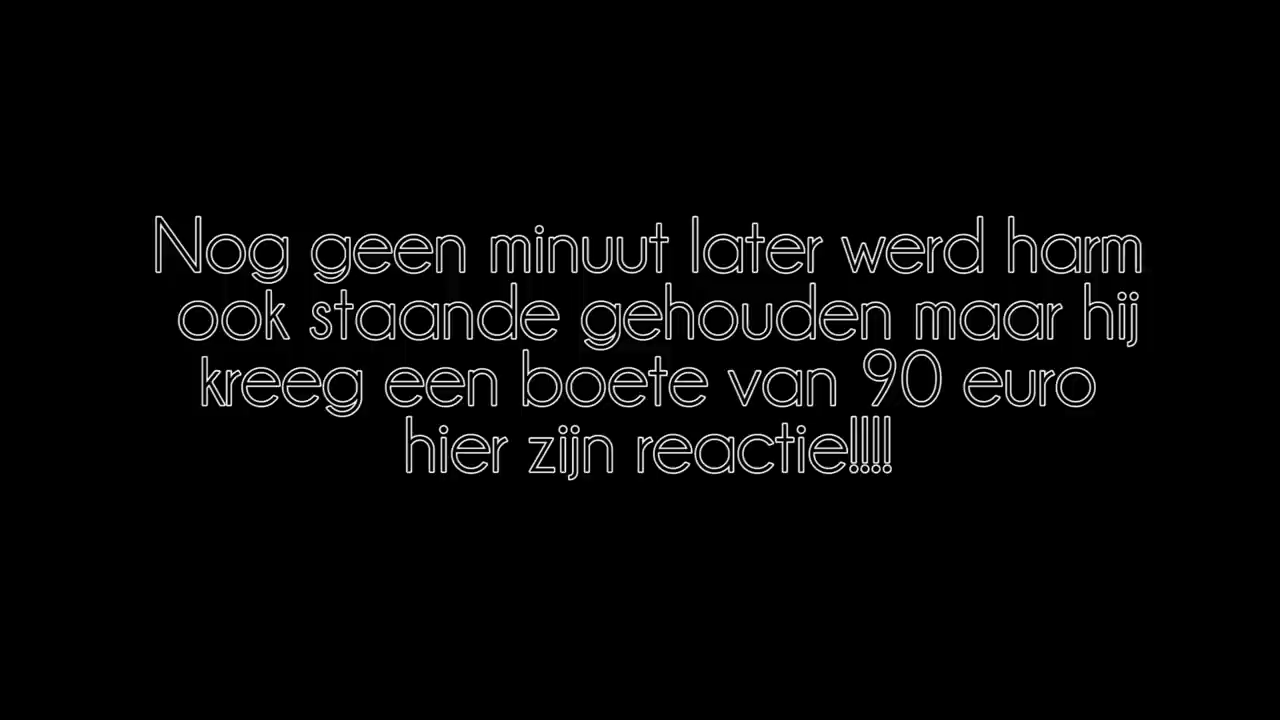 Nog geen minuut later werd harm
ook staande gehouden maar hij
kreeg een boete van 90 euro
hier zijn reactie!!!!